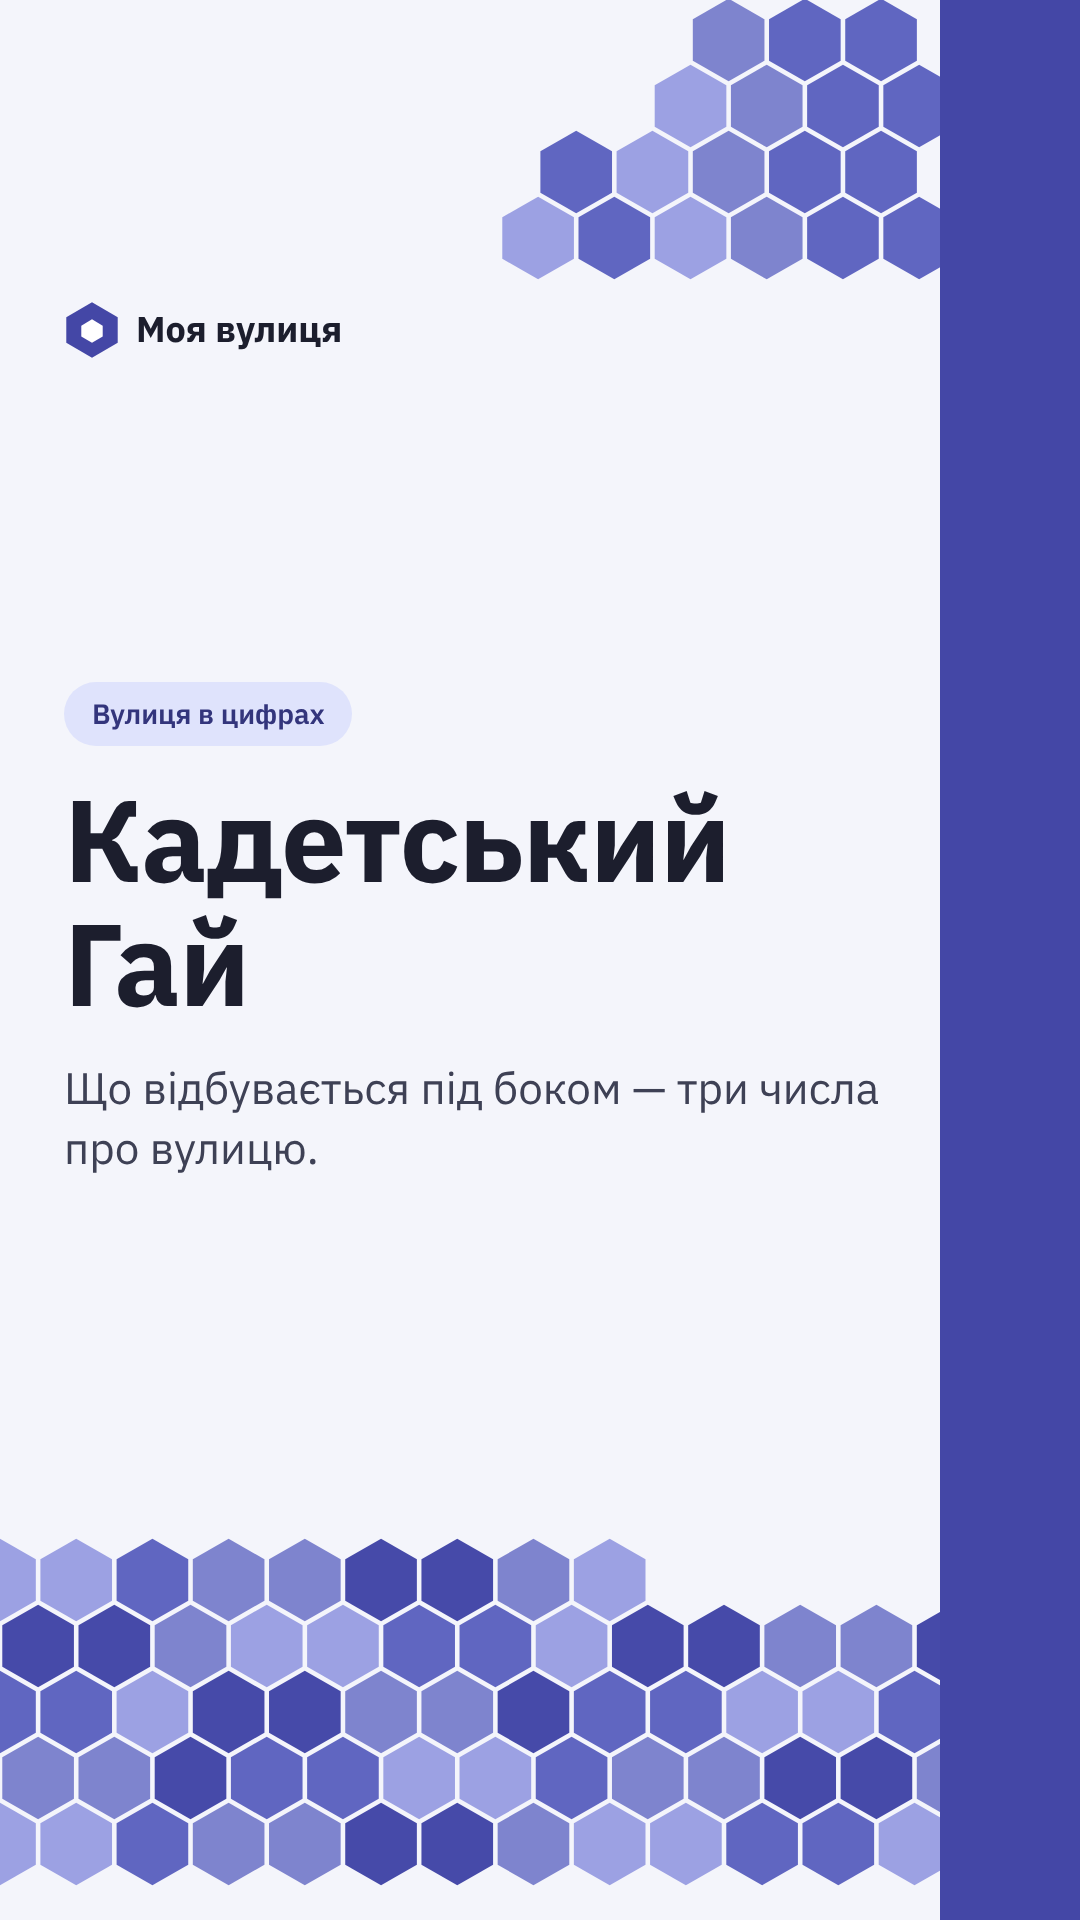 Моя вулиця
Вулиця в цифрах
Кадетський
Гай
Що відбувається під боком — три числа
про вулицю.